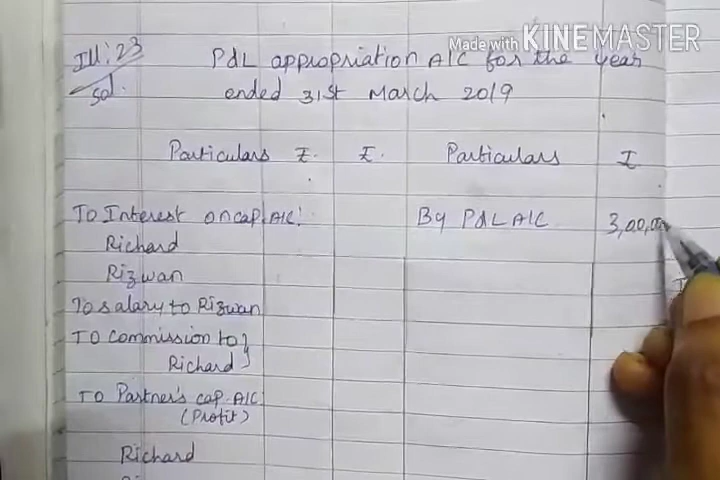 Made with KINEMASTER
Ill: 23
Sol.
P&L appropriation A/C for the year
ended 31st March 2019
Particulars ₹. ₹. Particulars ₹
To Interest on cap. A/C:
Richard
Rizwan
By P&L A/C 3,00,00
To salary to Rizwan
To commission to }
Richard
To Partner's cap. A/C
(Profit)
Richard